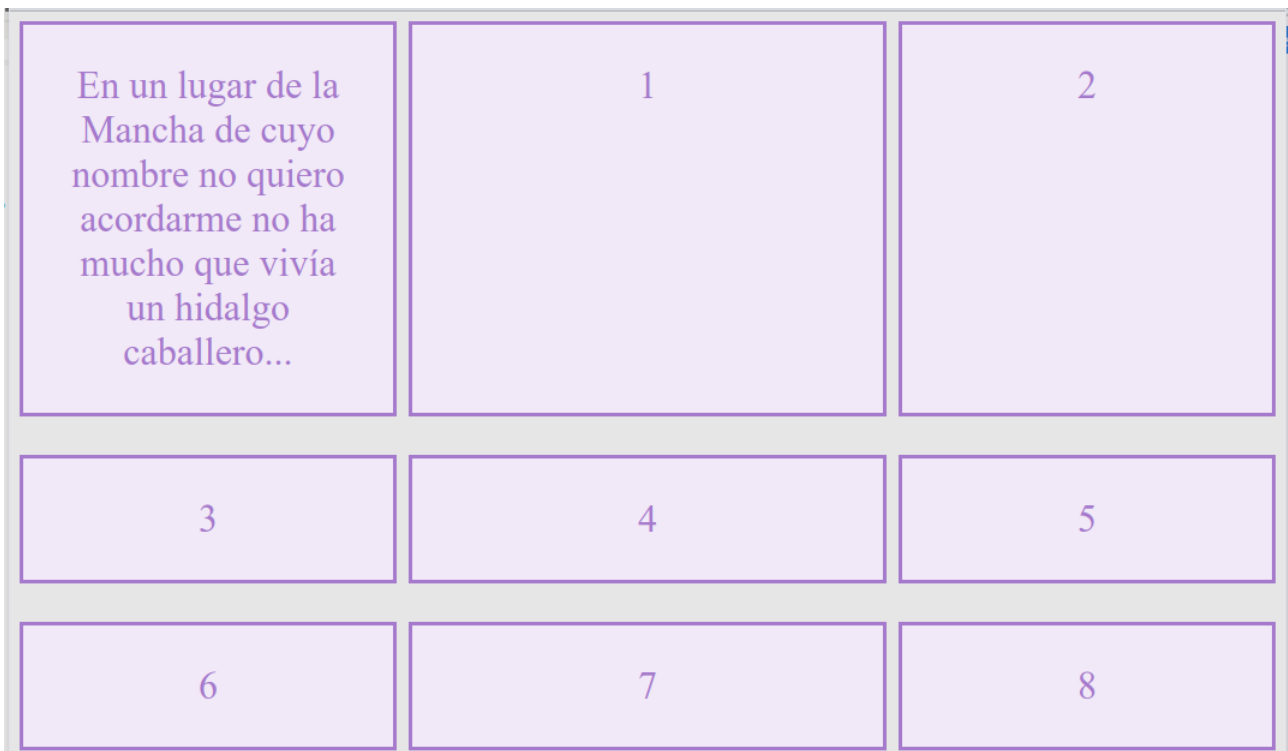 En un lugar de la
Mancha de cuyo
nombre no quiero
acordarme no ha
mucho que vivía
un hidalgo
caballero...
1
2
3
4
5
6
7
8